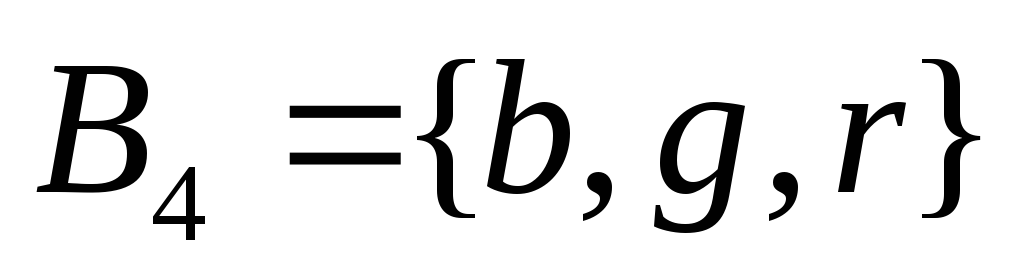 B₄ = {b, g, r}